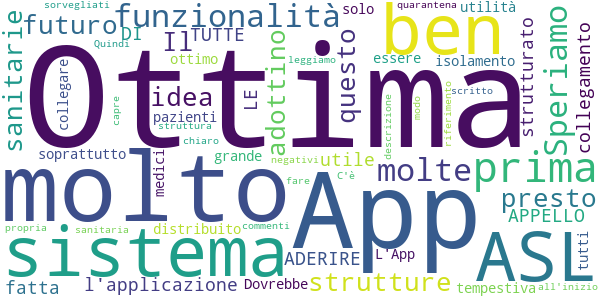 sorvegliati
funzionalità
solo
quarantena
utilità
ben
futuro
DI
TUTTE
Il
Quindi
ottimo
leggiamo
essere
isolamento
sanitarie
collegare
Ottima
capre
idea
LE
adottino
questo
strutturato
Speriamo
collegamento
pazienti
struttura
chiaro
descrizione
modo
riferimento
scritto
soprattutto
medici
grande
negativi
utile
C'è
molte
prima
molto
App
fare
presto
propria
sanitaria
distribuito
commenti
APPELLO
sistema
ADERIRE
L'App
ASL
tutti
fatta
l'applicazione
Dovrebbe
strutture
tempestiva
all'inizio